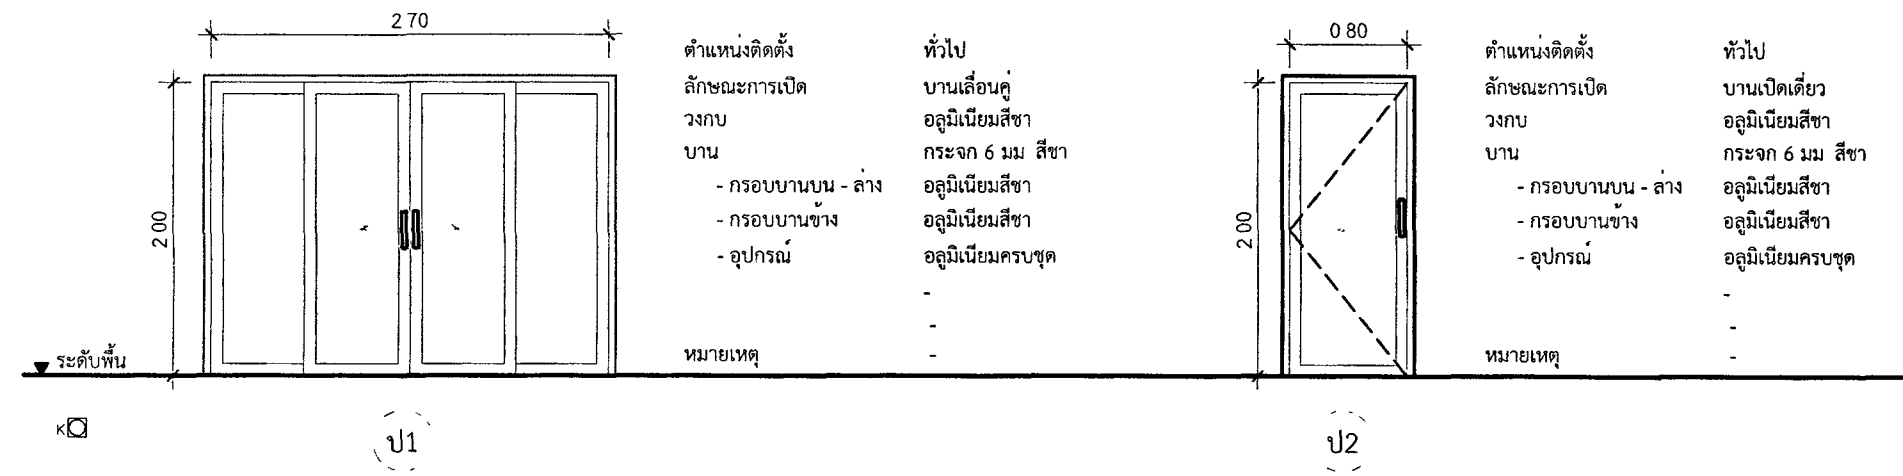 2 70
ตำแหน่งติดตั้ง ทั่วไป
ลักษณะการเปิด บานเลื่อนคู่
วงกบ อลูมิเนียมสีชา
บาน กระจก 6 มม สีชา
- กรอบบานบน - ล่าง อลูมิเนียมสีชา
- กรอบบานข้าง อลูมิเนียมสีชา
- อุปกรณ์ อลูมิเนียมครบชุด
-
-
หมายเหตุ -
2 00
ระดับพื้น
K
ป1
0 80
ตำแหน่งติดตั้ง ทั่วไป
ลักษณะการเปิด บานเปิดเดี่ยว
วงกบ อลูมิเนียมสีชา
บาน กระจก 6 มม สีชา
- กรอบบานบน - ล่าง อลูมิเนียมสีชา
- กรอบบานข้าง อลูมิเนียมสีชา
- อุปกรณ์ อลูมิเนียมครบชุด
-
-
หมายเหตุ -
2 00
ป2